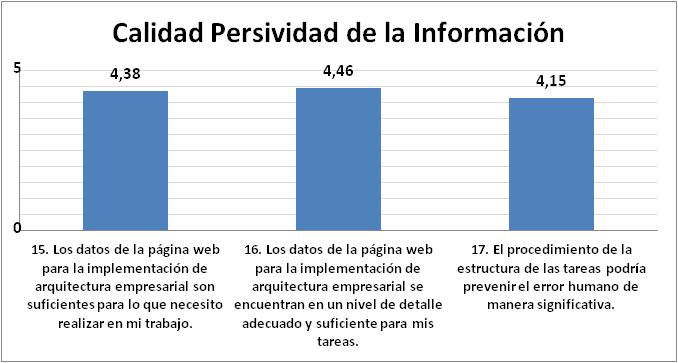 Calidad Persividad de la Información
5
4,38
4,46
4,15
0
15. Los datos de la página web
para la implementación de
arquitectura empresarial son
suficientes para lo que necesito
realizar en mi trabajo.
16. Los datos de la página web
para la implementación de
arquitectura empresarial se
encuentran en un nivel de detalle
adecuado y suficiente para mis
tareas.
17. El procedimiento de la
estructura de las tareas podría
prevenir el error humano de
manera significativa.